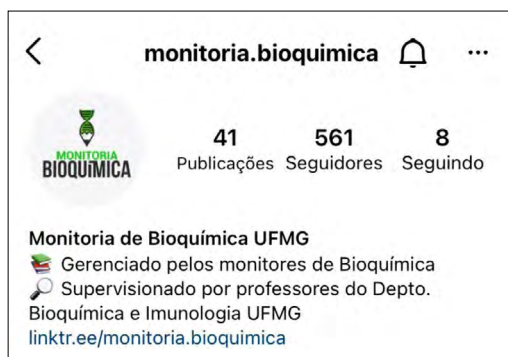 monitoria.bioquimica
41 561 8
Publicações Seguidores Seguindo
MONITORIA
BIOQUíMICA
Monitoria de Bioquímica UFMG
Gerenciado pelos monitores de Bioquímica
Supervisionado por professores do Depto.
Bioquímica e Imunologia UFMG
linktr.ee/monitoria.bioquimica